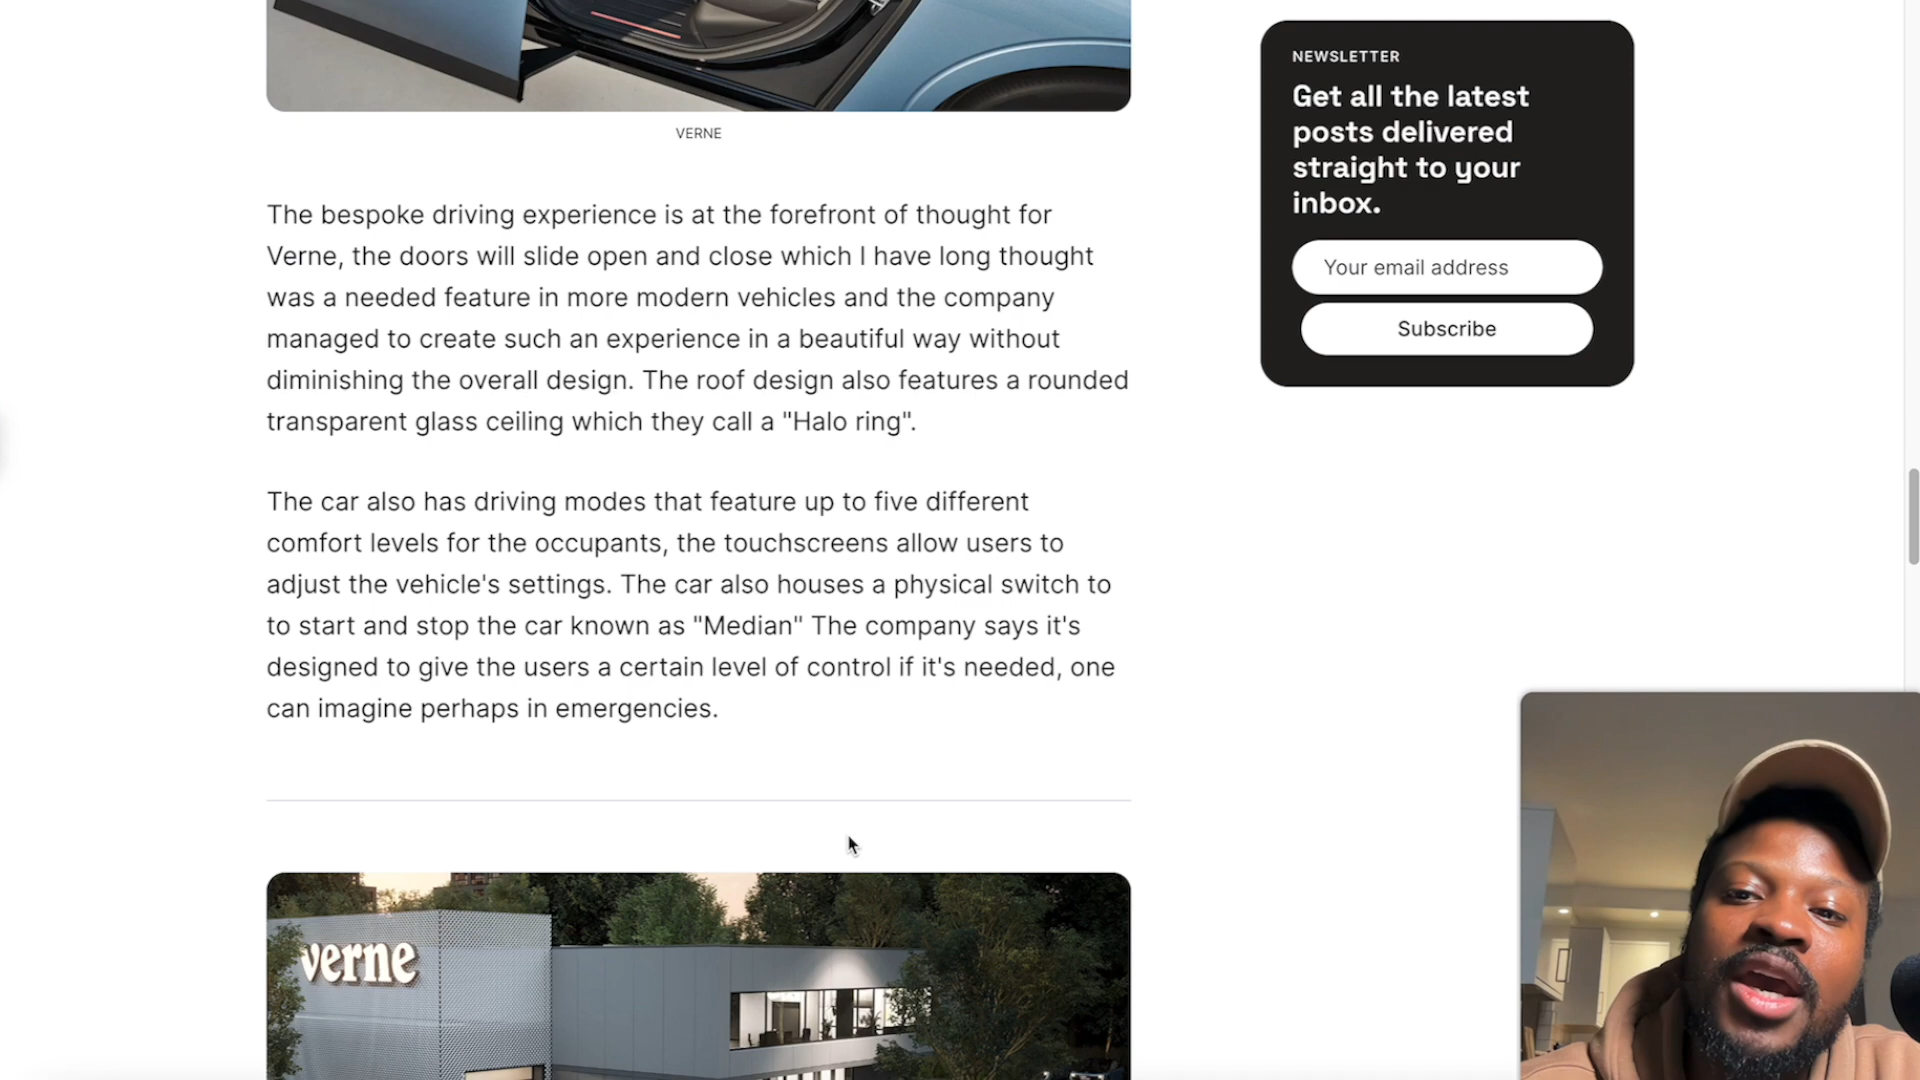 VERNE
The bespoke driving experience is at the forefront of thought for
Verne, the doors will slide open and close which I have long thought
was a needed feature in more modern vehicles and the company
managed to create such an experience in a beautiful way without
diminishing the overall design. The roof design also features a rounded
transparent glass ceiling which they call a "Halo ring".
The car also has driving modes that feature up to five different
comfort levels for the occupants, the touchscreens allow users to
adjust the vehicle's settings. The car also houses a physical switch to
to start and stop the car known as "Median" The company says it's
designed to give the users a certain level of control if it's needed, one
can imagine perhaps in emergencies.
verne
NEWSLETTER
Get all the latest
posts delivered
straight to your
inbox.
Your email address
Subscribe